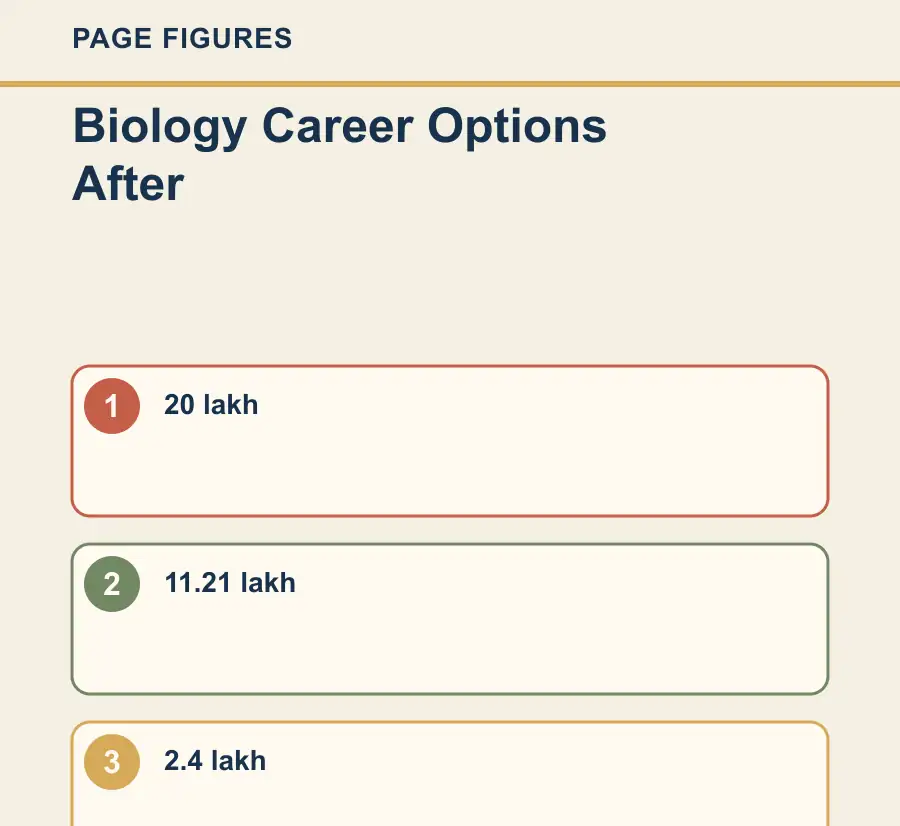 PAGE FIGURES
Biology Career Options
After
1 20 lakh
2 11.21 lakh
3 2.4 lakh